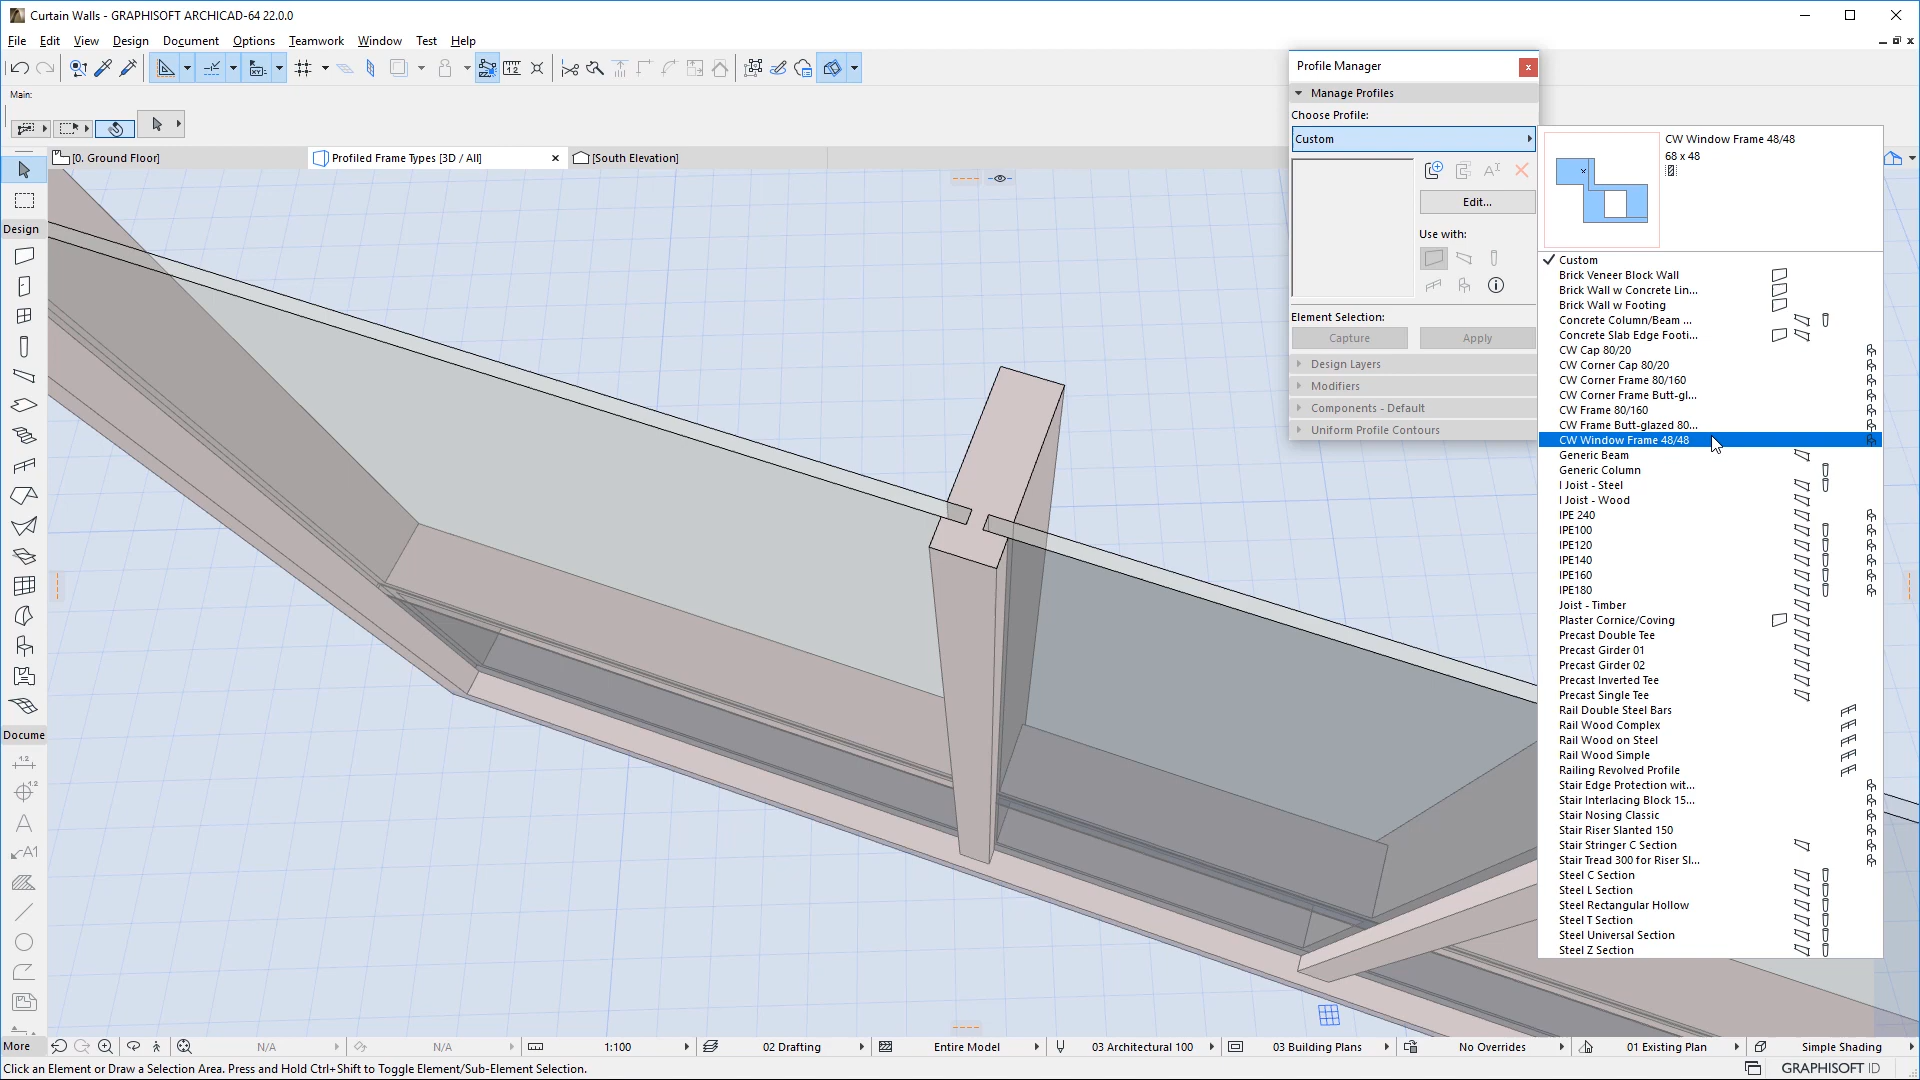 Curtain Walls - GRAPHISOFT ARCHICAD-64 22.0.0
File Edit View Design Document Options Teamwork Window Test Help
Main:
[0. Ground Floor]
Profiled Frame Types [3D / All]
[South Elevation]
Design
Docume
More
Profile Manager
Manage Profiles
Choose Profile:
Custom
Edit...
Use with:
Element Selection:
Capture
Apply
Design Layers
Modifiers
Components - Default
Uniform Profile Contours
CW Window Frame 48/48
68 x 48
Custom
Brick Veneer Block Wall
Brick Wall w Concrete Lin...
Brick Wall w Footing
Concrete Column/Beam ...
Concrete Slab Edge Footi...
CW Cap 80/20
CW Corner Cap 80/20
CW Corner Frame 80/160
CW Corner Frame Butt-gl...
CW Frame 80/160
CW Frame Butt-glazed 80...
CW Window Frame 48/48
Generic Beam
Generic Column
I Joist - Steel
I Joist - Wood
IPE 240
IPE100
IPE120
IPE140
IPE160
IPE180
Joist - Timber
Plaster Cornice/Coving
Precast Double Tee
Precast Girder 01
Precast Girder 02
Precast Inverted Tee
Precast Single Tee
Rail Double Steel Bars
Rail Wood Complex
Rail Wood on Steel
Rail Wood Simple
Railing Revolved Profile
Stair Edge Protection wit...
Stair Interlacing Block 15...
Stair Nosing Classic
Stair Riser Slanted 150
Stair Stringer C Section
Stair Tread 300 for Riser Sl...
Steel C Section
Steel L Section
Steel Rectangular Hollow
Steel T Section
Steel Universal Section
Steel Z Section
N/A
N/A
1:100
02 Drafting
Entire Model
03 Architectural 100
03 Building Plans
No Overrides
01 Existing Plan
Simple Shading
Click an Element or Draw a Selection Area. Press and Hold Ctrl+Shift to Toggle Element/Sub-Element Selection.
GRAPHISOFT ID